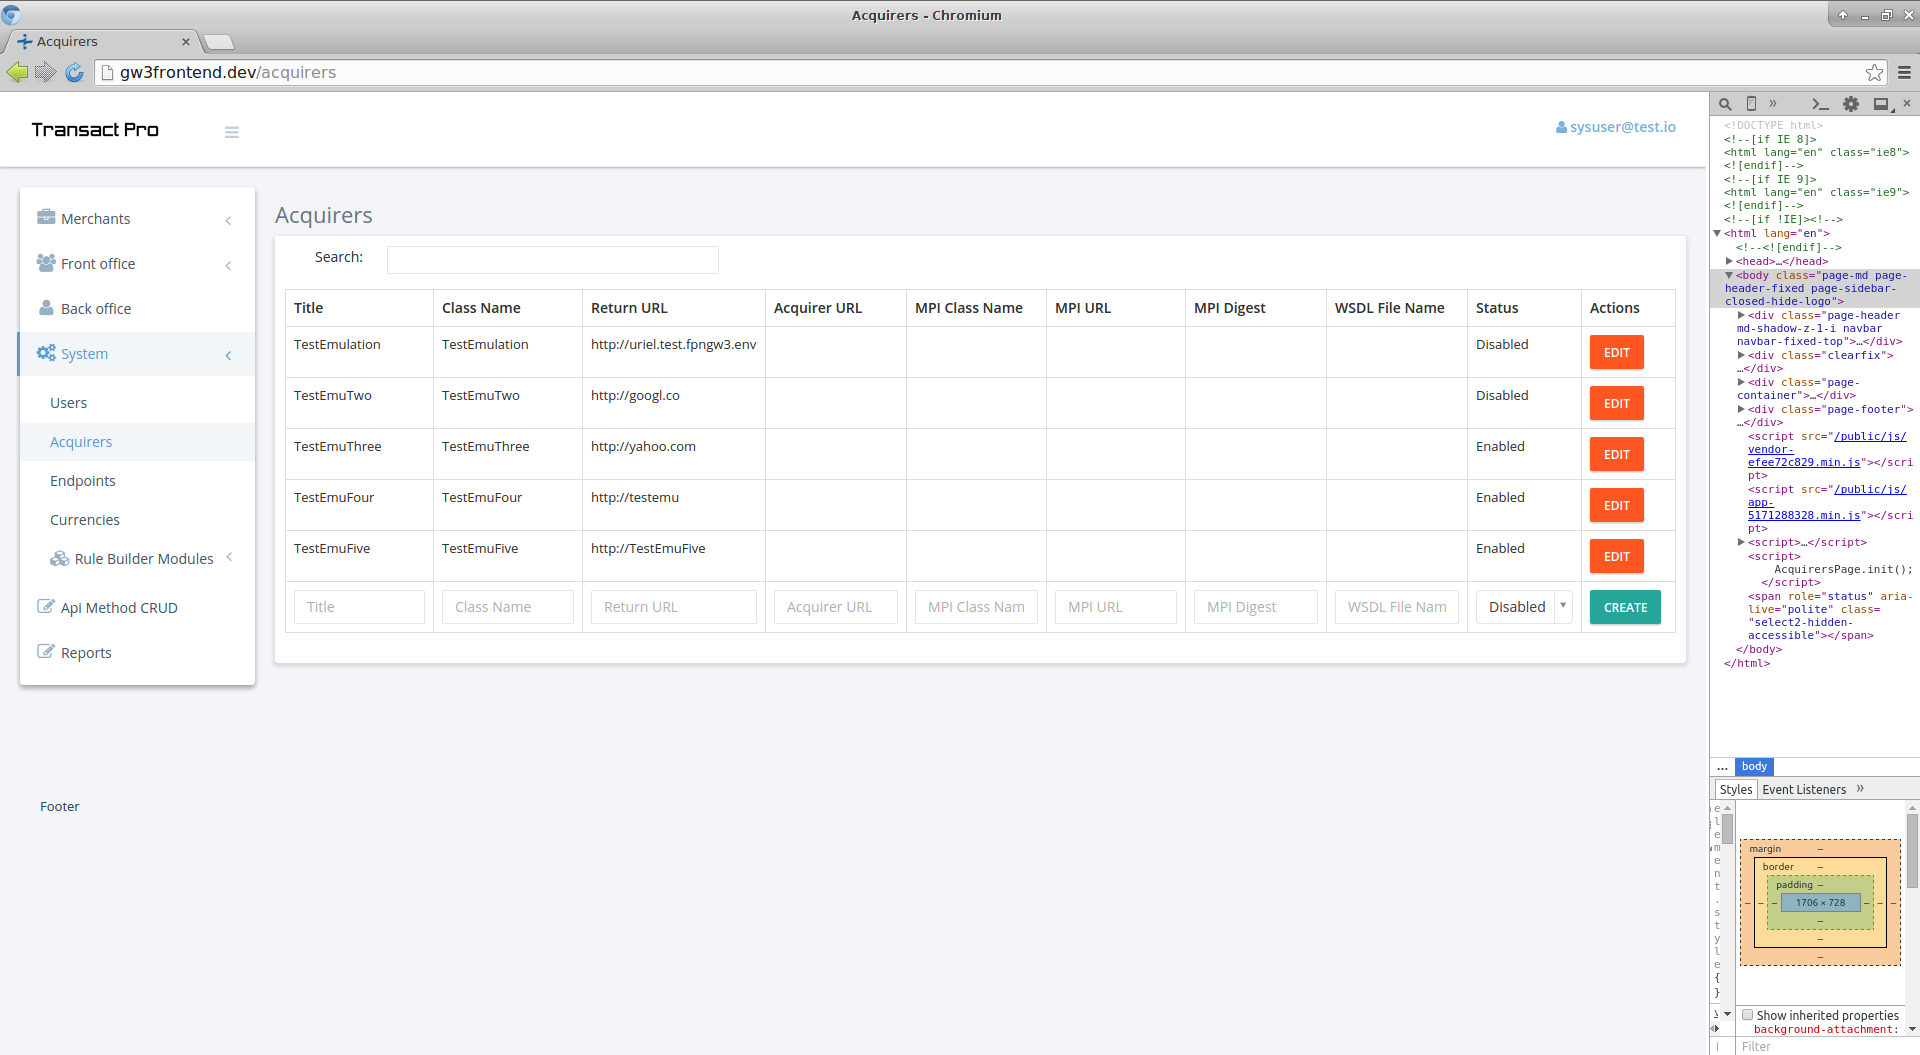 Acquirers - Chromium
Acquirers
gw3frontend.dev/acquirers
Transact Pro
sysuser@test.io
Merchants
Front office
Back office
System
Users
Acquirers
Endpoints
Currencies
Rule Builder Modules
Api Method CRUD
Reports
Acquirers
Search:
Title Class Name Return URL Acquirer URL MPI Class Name MPI URL MPI Digest WSDL File Name Status Actions
TestEmulation TestEmulation http://uriel.test.fpngw3.env Disabled EDIT
TestEmuTwo TestEmuTwo http://googl.co Disabled EDIT
TestEmuThree TestEmuThree http://yahoo.com Enabled EDIT
TestEmuFour TestEmuFour http://testemu Enabled EDIT
TestEmuFive TestEmuFive http://TestEmuFive Enabled EDIT
Title Class Name Return URL Acquirer URL MPI Class Nam MPI URL MPI Digest WSDL File Nam Disabled CREATE
Footer
<!DOCTYPE html>
<!--[if IE 8]>
<html lang="en" class="ie8">
<![endif]-->
<!--[if IE 9]>
<html lang="en" class="ie9">
<![endif]-->
<!--[if !IE]><!-->
<html lang="en">
<!--<![endif]-->
<head>…</head>
<body class="page-md page-
header-fixed page-sidebar-
closed-hide-logo">
<div class="page-header
md-shadow-z-1-i navbar
navbar-fixed-top">…</div>
<div class="clearfix">
…</div>
<div class="page-
container">…</div>
<div class="page-footer">
…</div>
<script src="/public/js/
vendor-
efee72c829.min.js"></scri
pt>
<script src="/public/js/
app-
5171288328.min.js"></scri
pt>
<script>…</script>
<script>
AcquirersPage.init();
</script>
<span role="status" aria-
live="polite" class=
"select2-hidden-
accessible"></span>
</body>
</html>
... body
Styles Event Listeners »
element.style {
}
margin –
border –
padding –
– – – 1706 × 728 – – –
–
–
–
Show inherited properties
background-attachment:
Filter